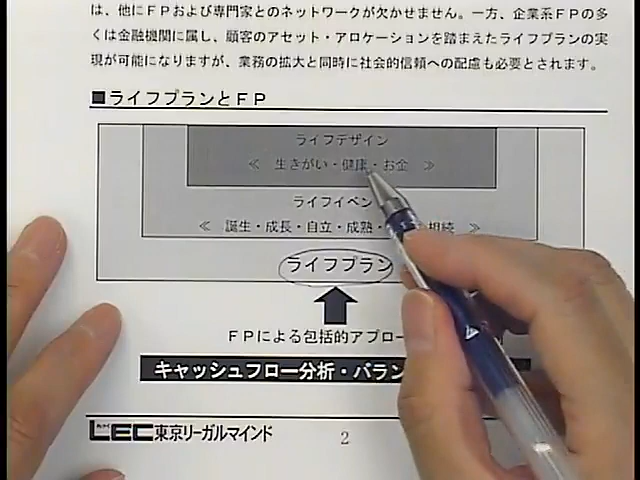 は、他にＦＰおよび専門家とのネットワークが欠かせません。一方、企業系ＦＰの多
くは金融機関に属し、顧客のアセット・アロケーションを踏まえたライフプランの実
現が可能になりますが、業務の拡大と同時に社会的信頼への配慮も必要とされます。
■ライフプランとＦＰ
ライフデザイン
≪ 生きがい・健康・お金 ≫
ライフイベン
≪ 誕生・成長・自立・成熟・ 相続 ≫
ライフプラン
ＦＰによる包括的アプロー
キャッシュフロー分析・バラン
LEC東京リーガルマインド
2